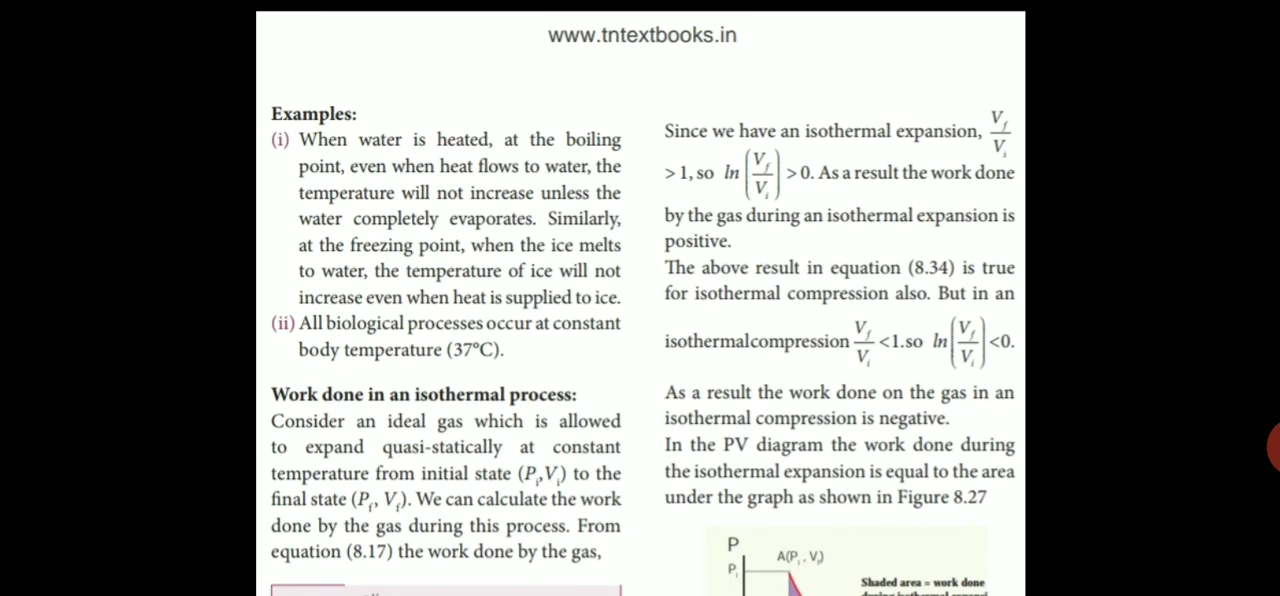 www.tntextbooks.in
Examples:
(i) When water is heated, at the boiling
point, even when heat flows to water, the
temperature will not increase unless the
water completely evaporates. Similarly,
at the freezing point, when the ice melts
to water, the temperature of ice will not
increase even when heat is supplied to ice.
(ii) All biological processes occur at constant
body temperature (37°C).
Work done in an isothermal process:
Consider an ideal gas which is allowed
to expand quasi-statically at constant
temperature from initial state (Pᵢ,Vᵢ) to the
final state (P_f, V_f). We can calculate the work
done by the gas during this process. From
equation (8.17) the work done by the gas,
Since we have an isothermal expansion, V_f/Vᵢ
> 1, so ln(V_f/Vᵢ) > 0. As a result the work done
by the gas during an isothermal expansion is
positive.
The above result in equation (8.34) is true
for isothermal compression also. But in an
isothermal compression V_f/Vᵢ <1.so ln(V_f/Vᵢ) <0.
As a result the work done on the gas in an
isothermal compression is negative.
In the PV diagram the work done during
the isothermal expansion is equal to the area
under the graph as shown in Figure 8.27
P
A(Pᵢ, Vᵢ)
Pᵢ
Shaded area = work done